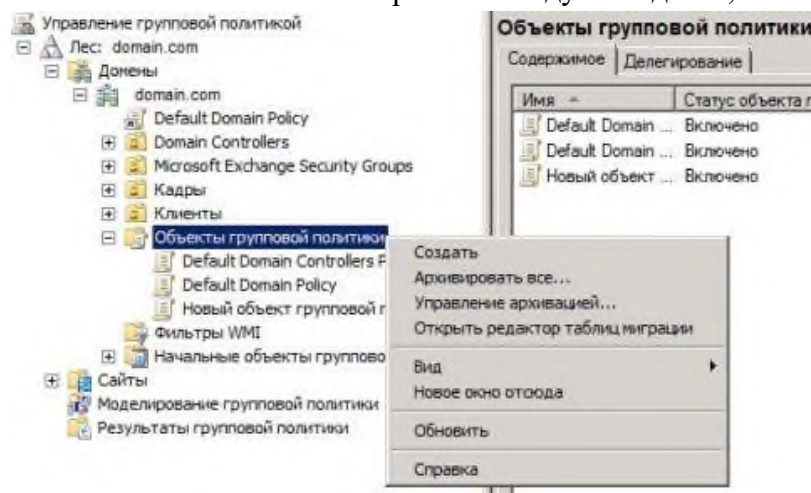 Управление групповой политикой
Лес: domain.com
Домены
domain.com
Default Domain Policy
Domain Controllers
Microsoft Exchange Security Groups
Кадры
Клиенты
Объекты групповой политики
Default Domain Controllers P
Default Domain Policy
Новый объект групповой г
Фильтры WMI
Начальные объекты группово
Сайты
Моделирование групповой политики
Результаты групповой политики
Объекты групповой политики
Содержимое Делегирование
Имя Статус объекта г
Default Domain ... Включено
Default Domain ... Включено
Новый объект ... Включено
Создать
Архивировать все...
Управление архивацией...
Открыть редактор таблиц миграции
Вид
Новое окно отсюда
Обновить
Справка